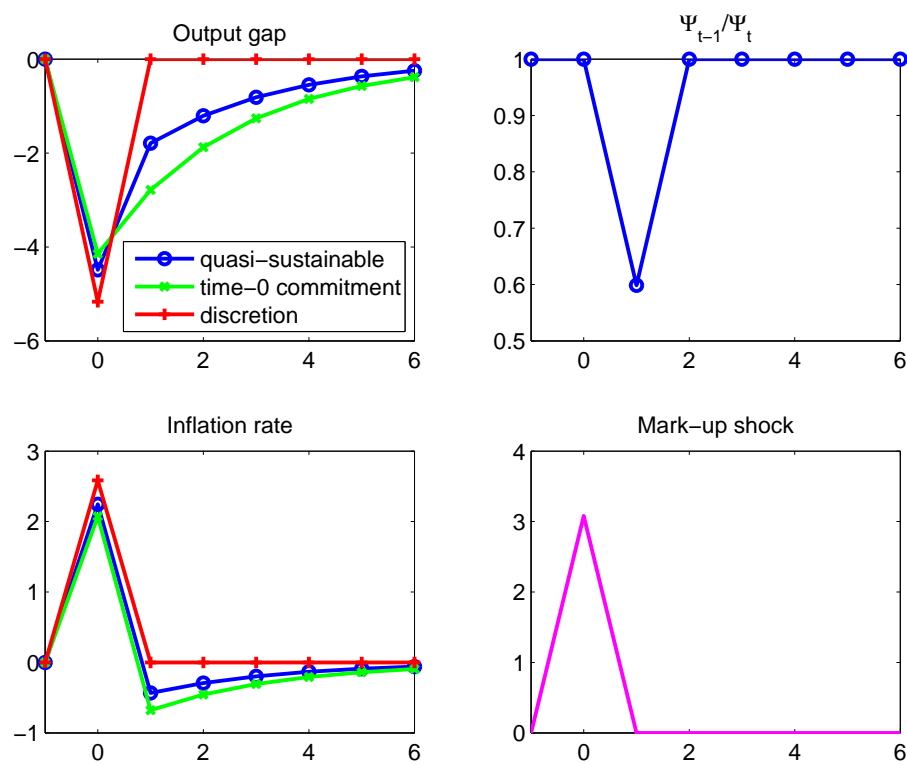 Output gap
0
−2
−4
−6
0 2 4 6
quasi−sustainable
time−0 commitment
discretion
Ψt−1/Ψt
1
0.9
0.8
0.7
0.6
0.5
0 2 4 6
Inflation rate
3
2
1
0
−1
0 2 4 6
Mark−up shock
4
3
2
1
0
0 2 4 6